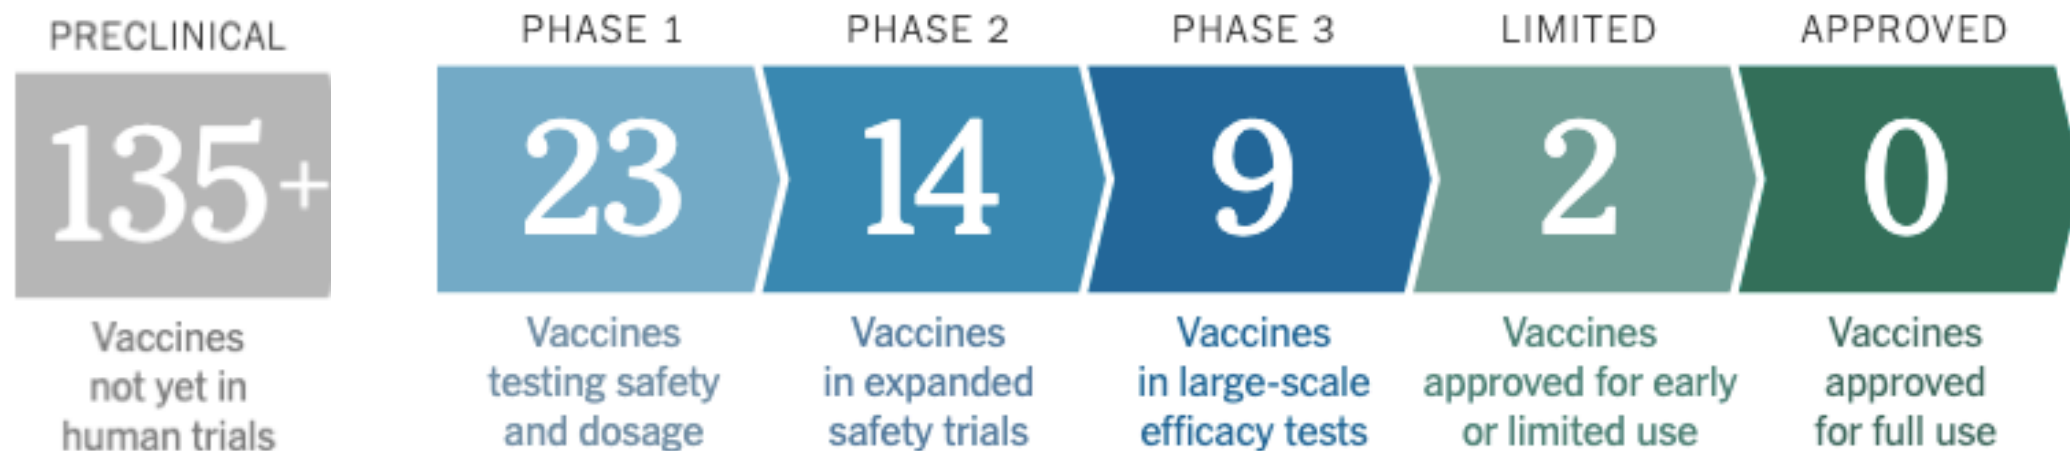 PRECLINICAL
135+
Vaccines
not yet in
human trials
PHASE 1
23
Vaccines
testing safety
and dosage
PHASE 2
14
Vaccines
in expanded
safety trials
PHASE 3
9
Vaccines
in large-scale
efficacy tests
LIMITED
2
Vaccines
approved for early
or limited use
APPROVED
0
Vaccines
approved
for full use